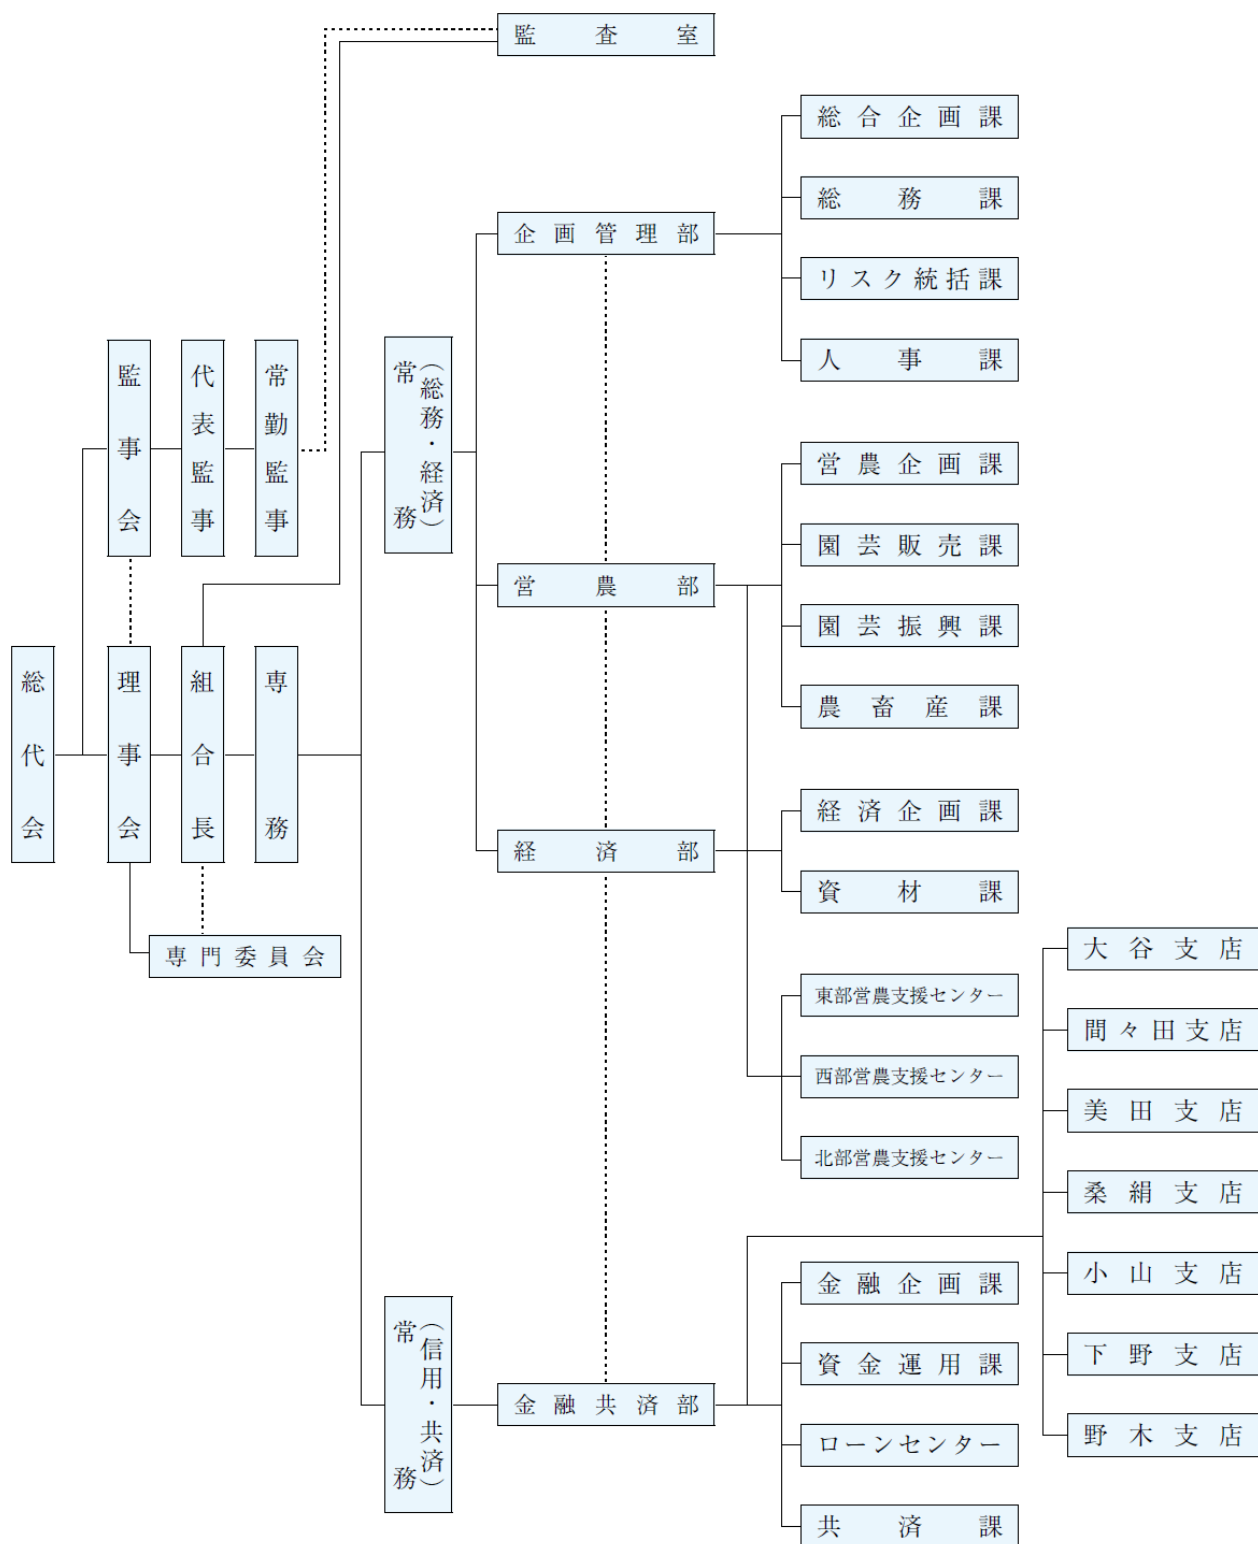 監査室
総合企画課
総務課
企画管理部
リスク統括課
人事課
監事会
代表監事
常勤監事
常務
（総務・経済）
営農企画課
園芸販売課
営農部
園芸振興課
農畜産課
総代会
理事会
組合長
専務
経済企画課
経済部
資材課
専門委員会
大谷支店
東部営農支援センター
間々田支店
西部営農支援センター
美田支店
北部営農支援センター
桑絹支店
小山支店
金融企画課
常務
（信用・共済）
下野支店
資金運用課
金融共済部
野木支店
ローンセンター
共済課